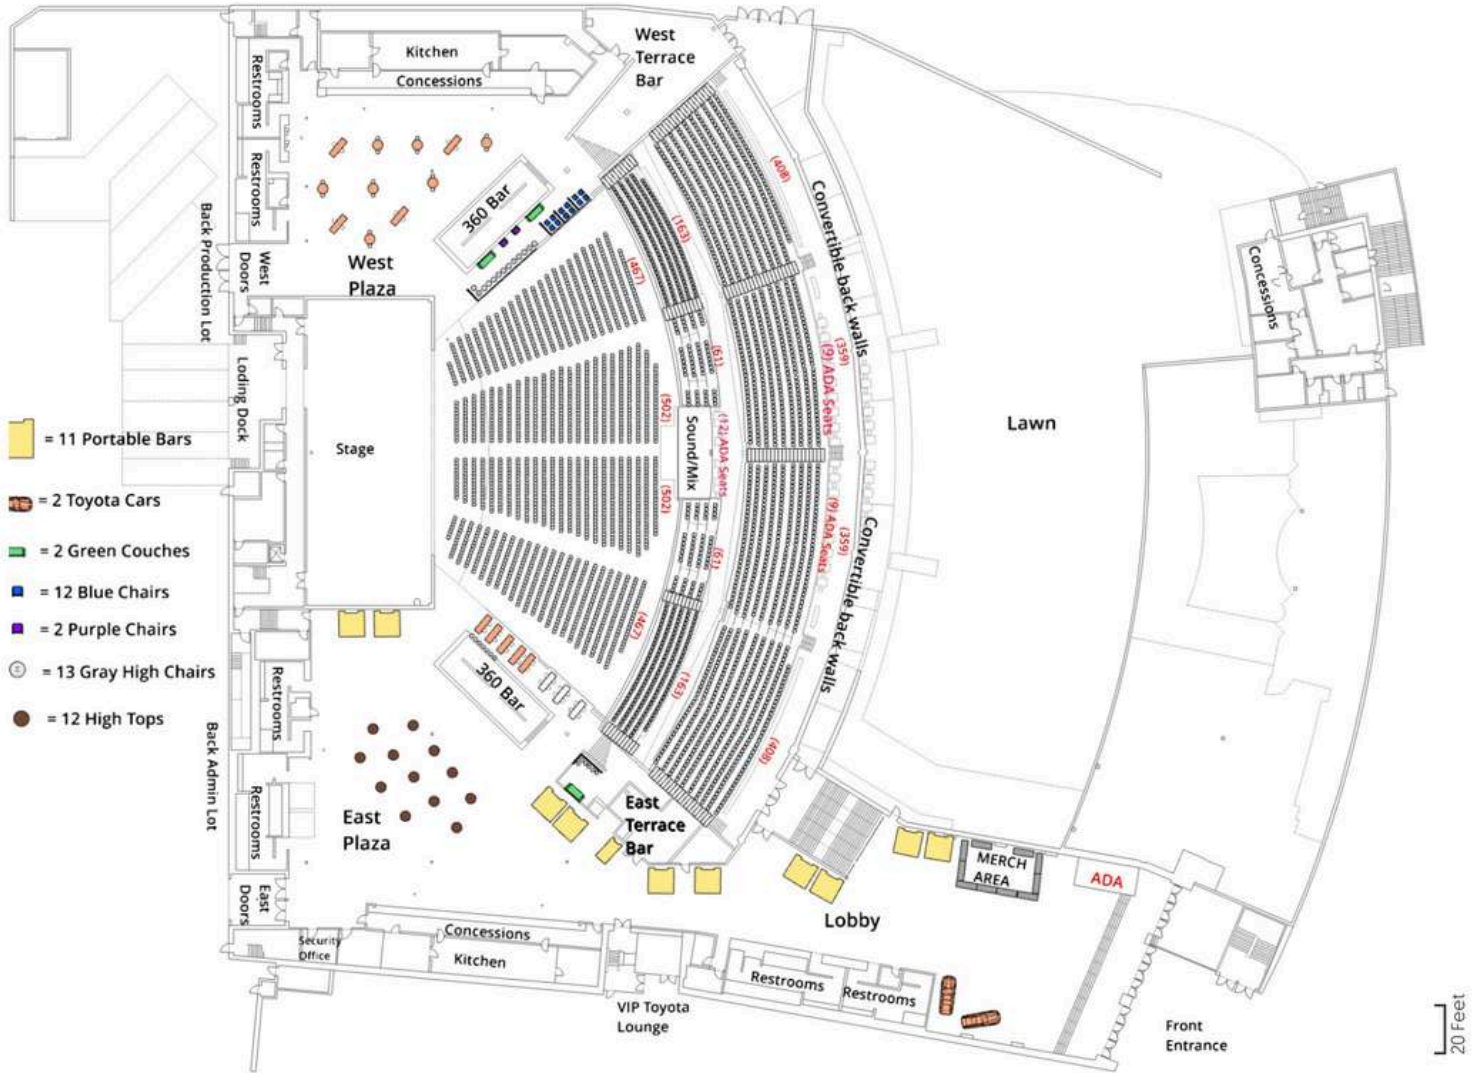 West
Terrace
Bar
Kitchen
Concessions
Restrooms
Restrooms
360 Bar
West
Plaza
West
Doors
Back Production Lot
Loding Dock
Stage
(408)
(163)
(467)
Convertible back walls
(61)
(359)
(9) ADA Seats
(502)
Sound/Mix
(12) ADA Seats
(502)
(9) ADA Seats
(359)
(61)
Convertible back walls
(467)
(163)
(408)
Lawn
Concessions
= 11 Portable Bars
= 2 Toyota Cars
= 2 Green Couches
= 12 Blue Chairs
= 2 Purple Chairs
= 13 Gray High Chairs
= 12 High Tops
360 Bar
Restrooms
Restrooms
Back Admin Lot
East
Plaza
East
Doors
East
Terrace
Bar
MERCH
AREA
ADA
Lobby
Security
Office
Concessions
Kitchen
Restrooms
Restrooms
VIP Toyota
Lounge
Front
Entrance
20 Feet